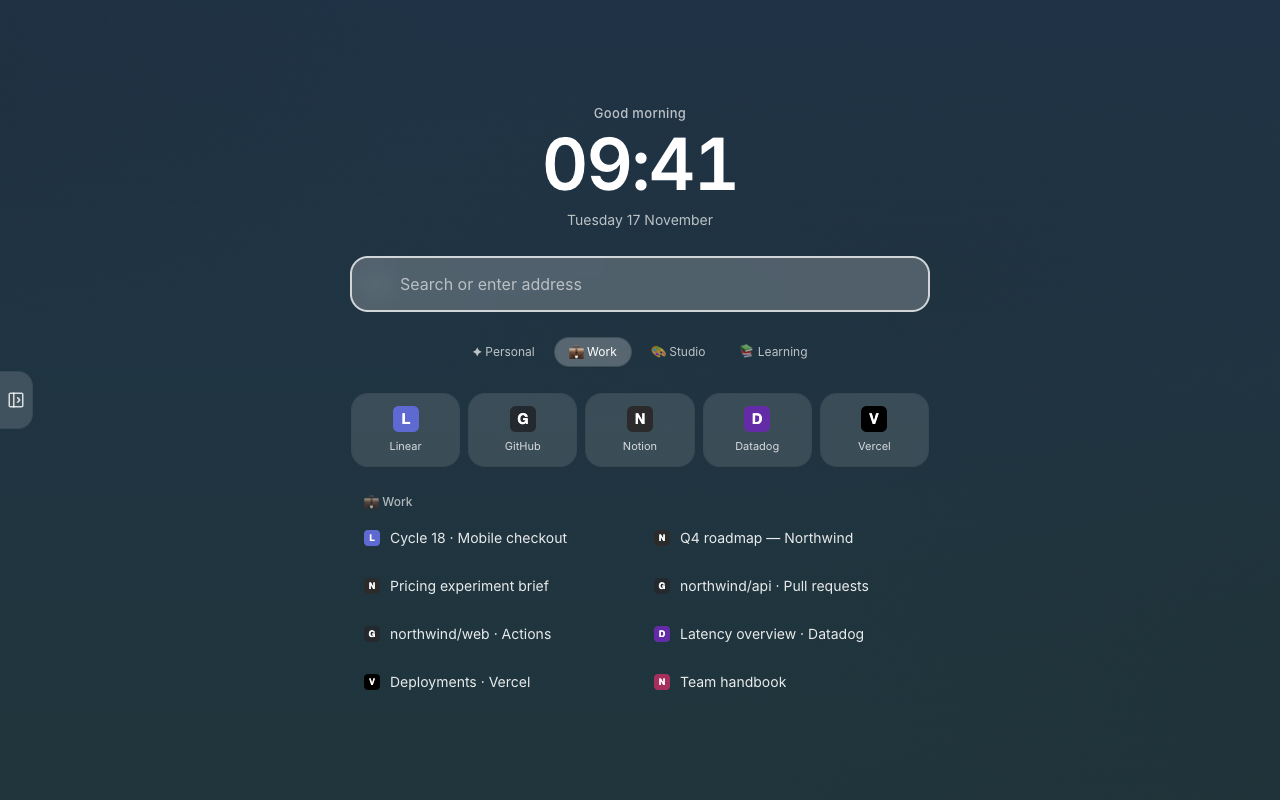 Good morning
09:41
Tuesday 17 November
Search or enter address
Personal
Work
Studio
Learning
L
Linear
G
GitHub
N
Notion
D
Datadog
V
Vercel
Work
L Cycle 18 · Mobile checkout
N Q4 roadmap — Northwind
N Pricing experiment brief
G northwind/api · Pull requests
G northwind/web · Actions
D Latency overview · Datadog
V Deployments · Vercel
N Team handbook